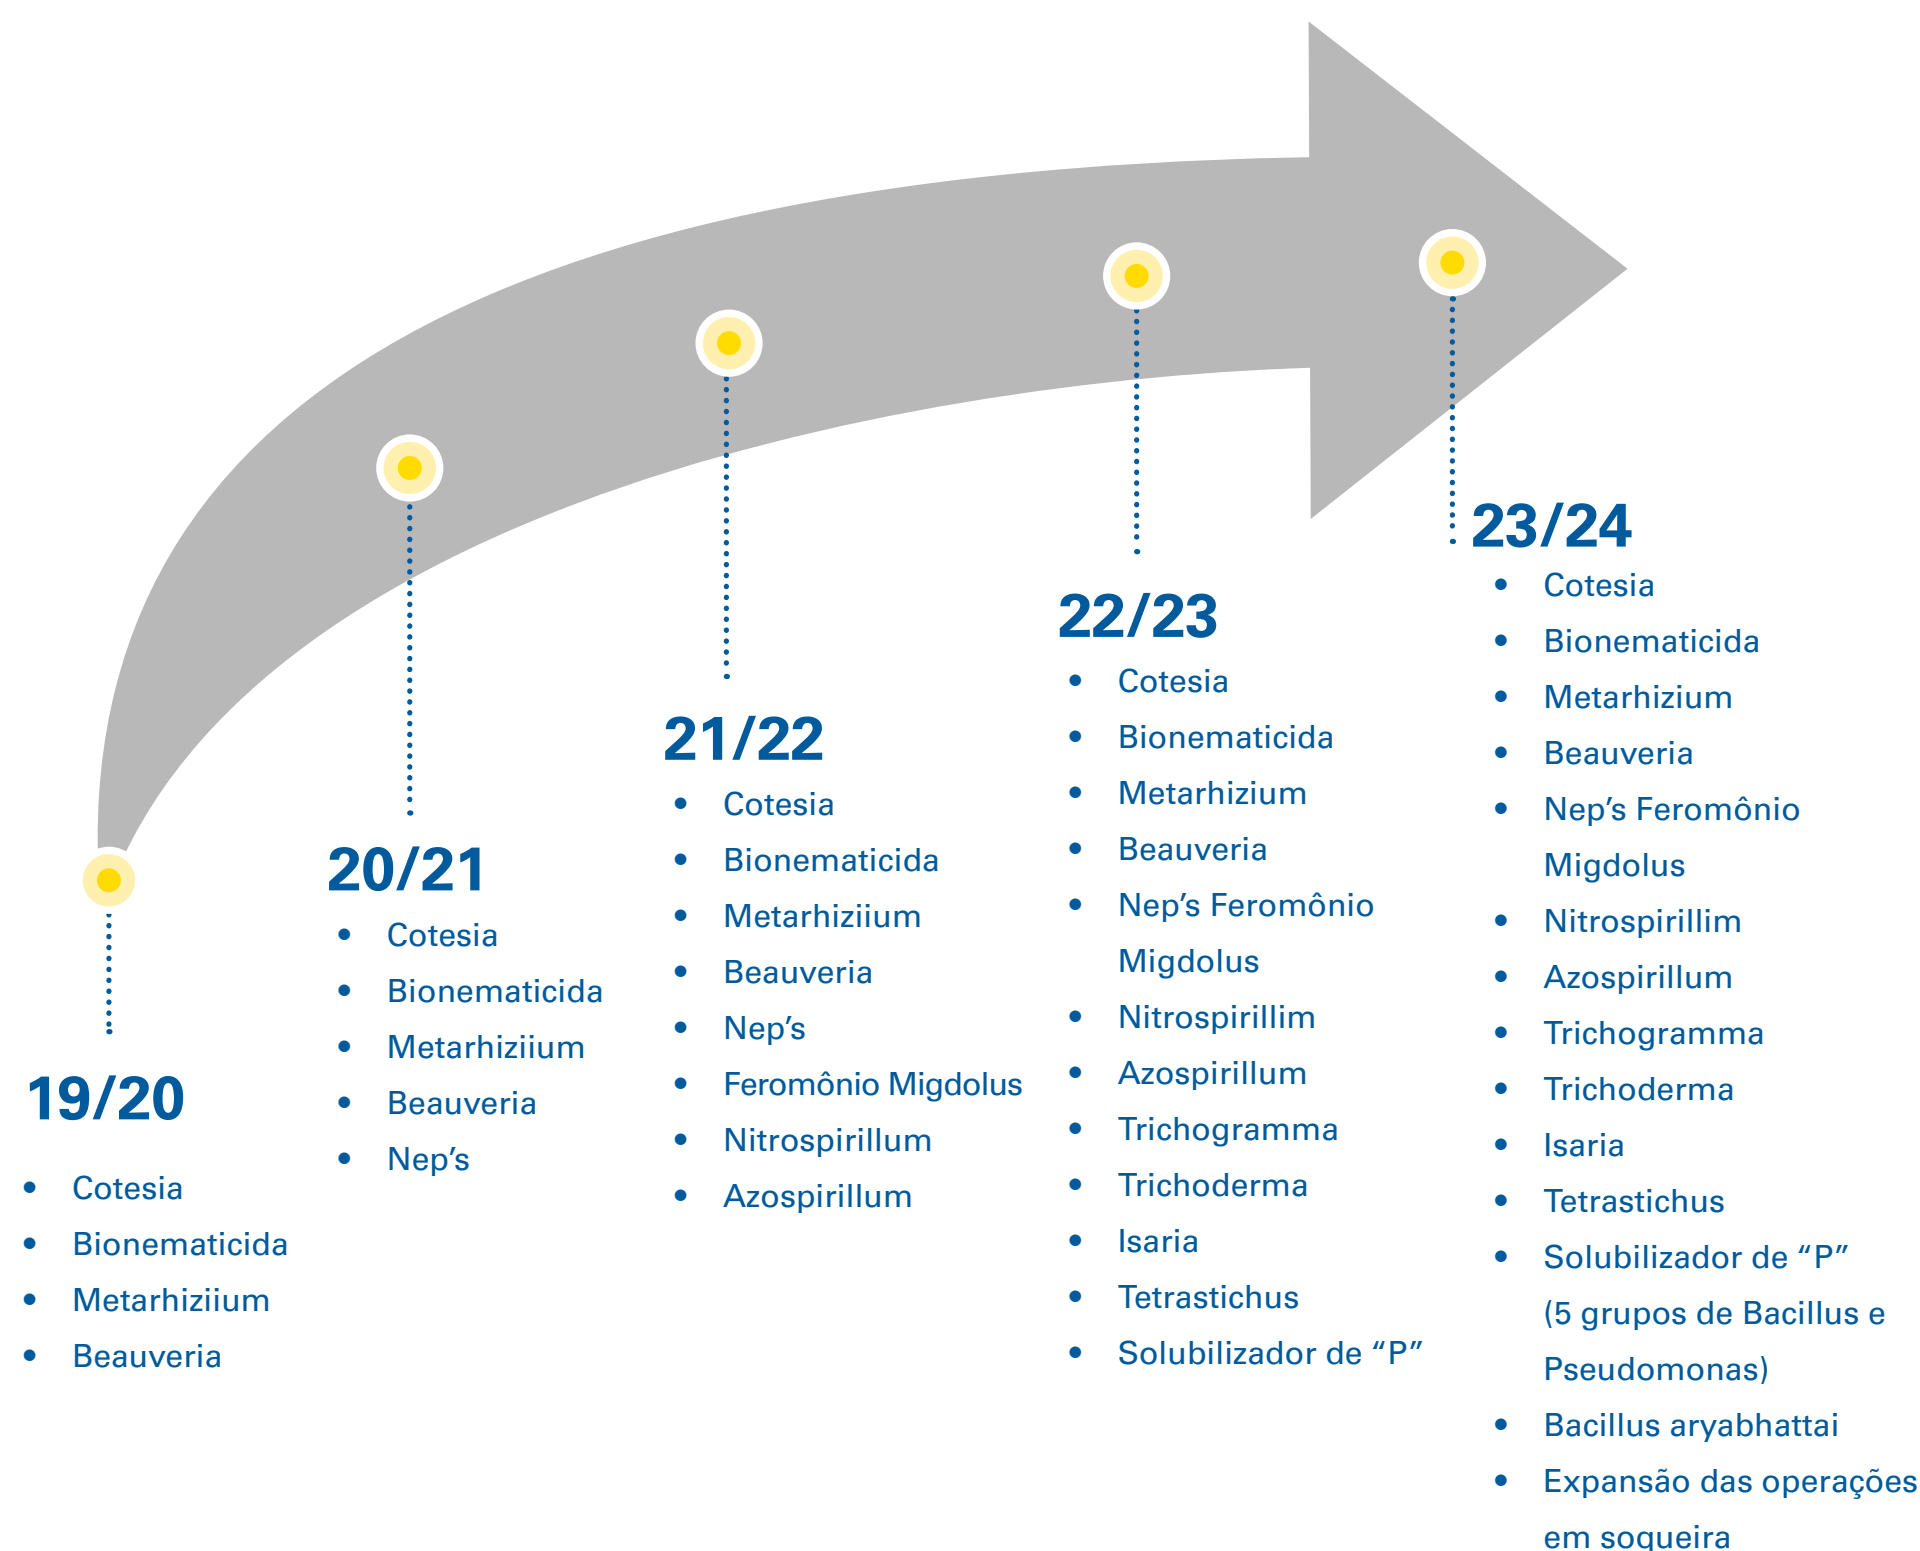 19/20
• Cotesia
• Bionematicida
• Metarhiziium
• Beauveria
20/21
• Cotesia
• Bionematicida
• Metarhiziium
• Beauveria
• Nep’s
21/22
• Cotesia
• Bionematicida
• Metarhiziium
• Beauveria
• Nep’s
• Feromônio Migdolus
• Nitrospirillum
• Azospirillum
22/23
• Cotesia
• Bionematicida
• Metarhizium
• Beauveria
• Nep’s Feromônio
Migdolus
• Nitrospirillim
• Azospirillum
• Trichogramma
• Trichoderma
• Isaria
• Tetrastichus
• Solubilizador de “P”
23/24
• Cotesia
• Bionematicida
• Metarhizium
• Beauveria
• Nep’s Feromônio
Migdolus
• Nitrospirillim
• Azospirillum
• Trichogramma
• Trichoderma
• Isaria
• Tetrastichus
• Solubilizador de “P”
(5 grupos de Bacillus e
Pseudomonas)
• Bacillus aryabhattai
• Expansão das operações
em soqueira